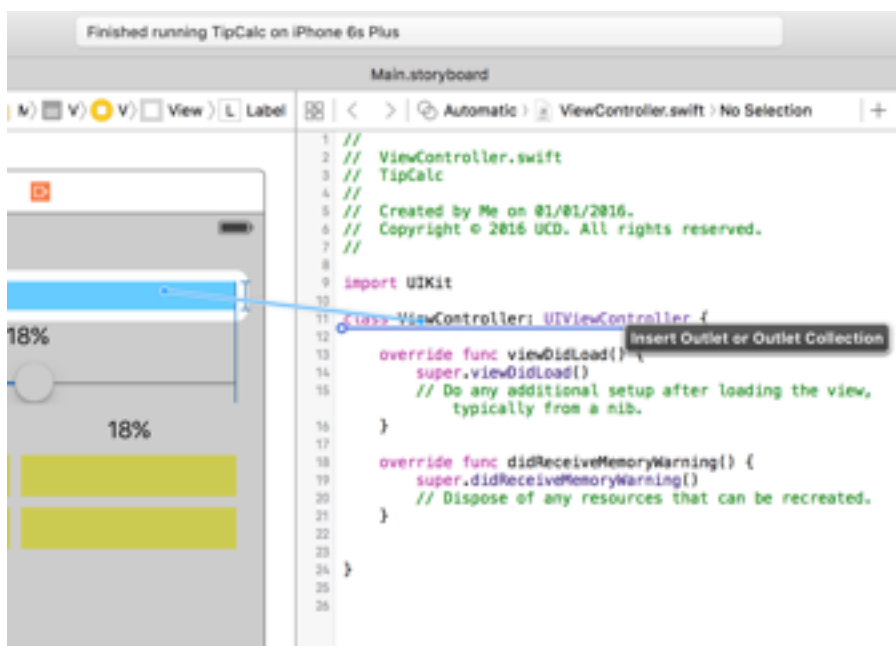 Finished running TipCalc on iPhone 6s Plus
Main.storyboard
V V View L Label Automatic ViewController.swift No Selection +
1 //
2 // ViewController.swift
3 // TipCalc
4 //
5 // Created by Me on 01/01/2016.
6 // Copyright © 2016 UCD. All rights reserved.
7 //
8
9 import UIKit
10
11 class ViewController: UIViewController {
12
Insert Outlet or Outlet Collection
13 override func viewDidLoad() {
14 super.viewDidLoad()
15 // Do any additional setup after loading the view,
typically from a nib.
16 }
17
18 override func didReceiveMemoryWarning() {
19 super.didReceiveMemoryWarning()
20 // Dispose of any resources that can be recreated.
21 }
22
23
24 }
25
26
18%
18%